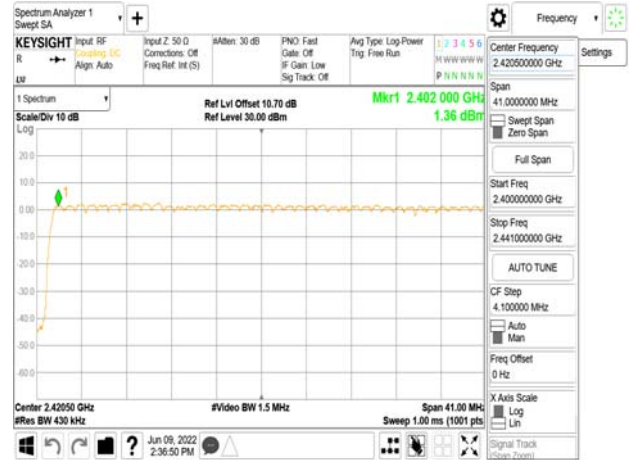 Spectrum Analyzer 1
Swept SA
+
Frequency
KEYSIGHT
R
Input: RF
Coupling: DC
Align: Auto
Input Z: 50 Ω
Corrections: Off
Freq Ref: Int (S)
#Atten: 30 dB
PNO: Fast
Gate: Off
IF Gain: Low
Sig Track: Off
Avg Type: Log-Power
Trig: Free Run
1 2 3 4 5 6
M W W W W W
P N N N N N
Center Frequency
2.420500000 GHz
Settings
Span
41.0000000 MHz
Swept Span
Zero Span
Full Span
Start Freq
2.400000000 GHz
Stop Freq
2.441000000 GHz
AUTO TUNE
CF Step
4.100000 MHz
Auto
Man
Freq Offset
0 Hz
X Axis Scale
Log
Lin
Signal Track
(Span Zoom)
1 Spectrum
Scale/Div 10 dB
Ref Lvl Offset 10.70 dB
Ref Level 30.00 dBm
Mkr1 2.402 000 GHz
1.36 dBm
Log
20.0
10.0
1
0.00
-10.0
-20.0
-30.0
-40.0
-50.0
-60.0
Center 2.42050 GHz
#Res BW 430 kHz
#Video BW 1.5 MHz
Span 41.00 MHz
Sweep 1.00 ms (1001 pts
?
Jun 09, 2022
2:36:50 PM